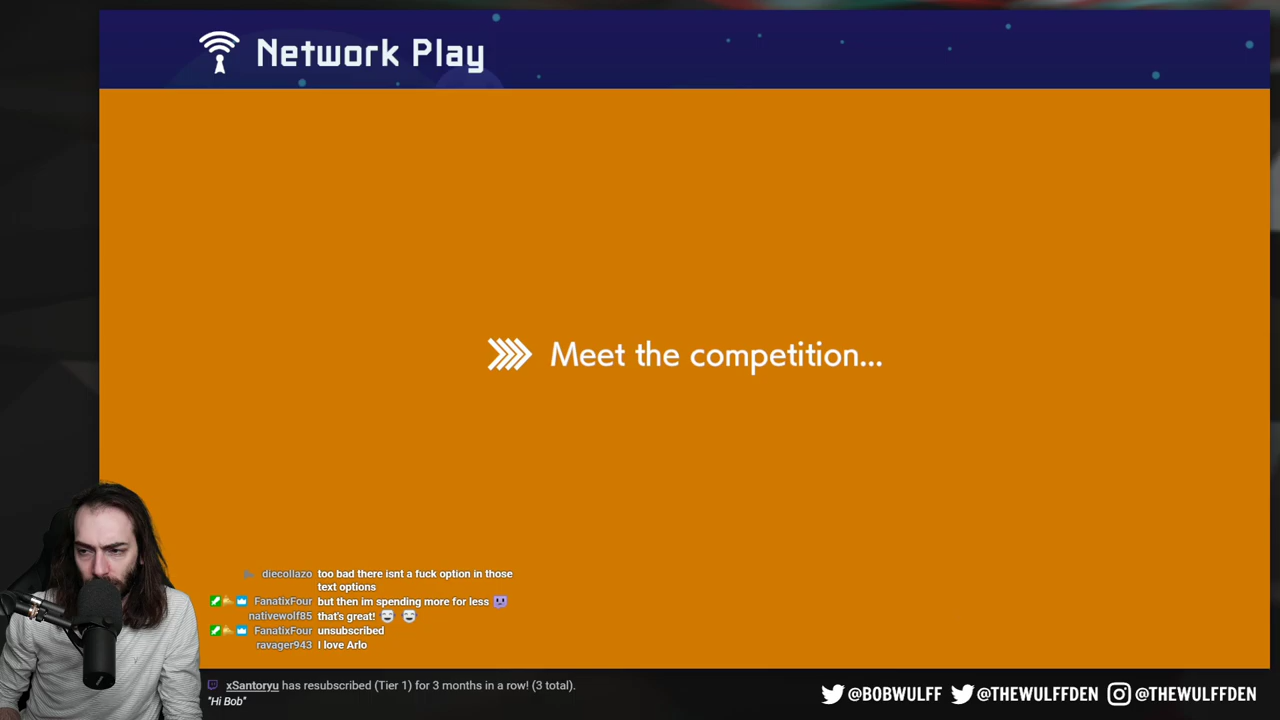 Network Play
Meet the competition...
diecollazo too bad there isnt a fuck option in those
text options
FanatixFour but then im spending more for less
nativewolf85 that's great!
FanatixFour unsubscribed
ravager943 I love Arlo
xSantoryu has resubscribed (Tier 1) for 3 months in a row! (3 total).
"Hi Bob"
@BOBWULFF @THEWULFFDEN @THEWULFFDEN